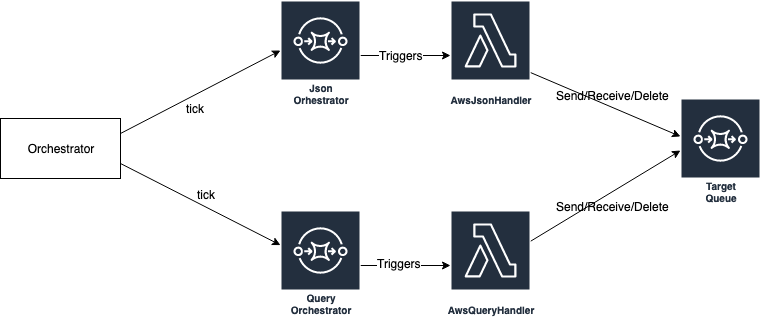 Orchestrator
tick
tick
Json
Orhestrator
Triggers
AwsJsonHandler
Send/Receive/Delete
Query
Orchestrator
Triggers
AwsQueryHandler
Send/Receive/Delete
Target
Queue